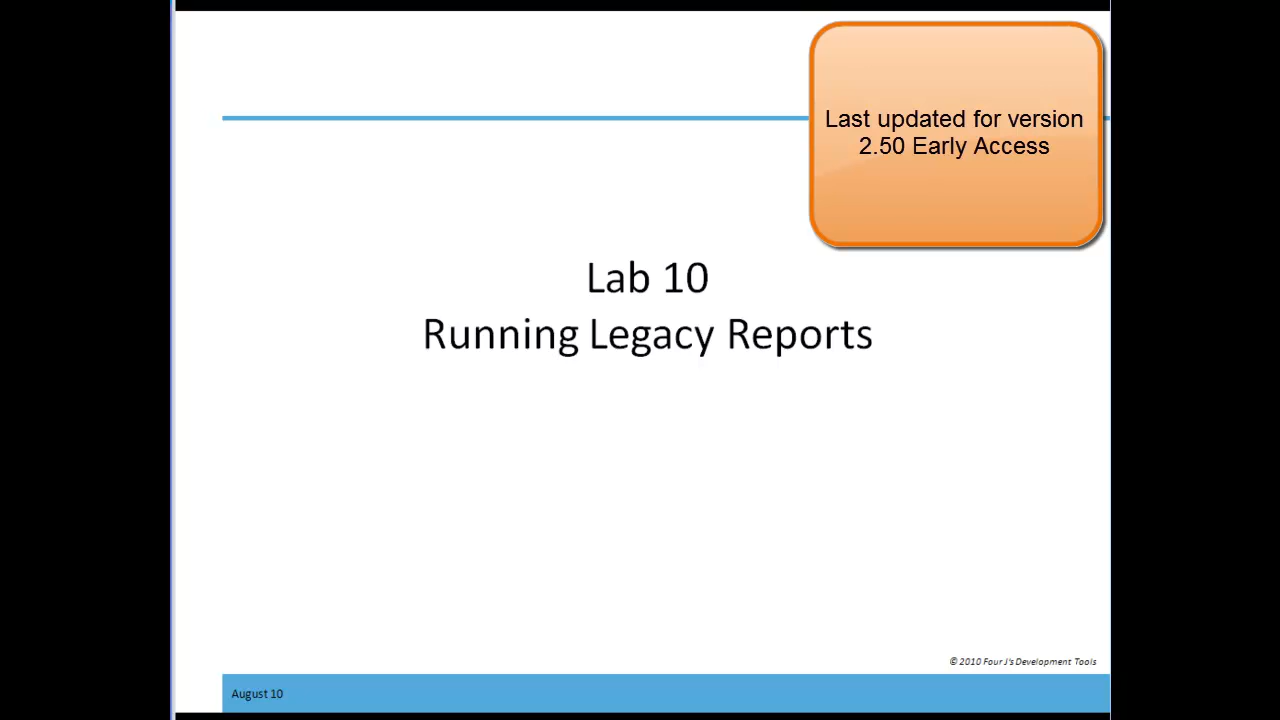 Last updated for version
2.50 Early Access
Lab 10
Running Legacy Reports
© 2010 Four J's Development Tools
August 10